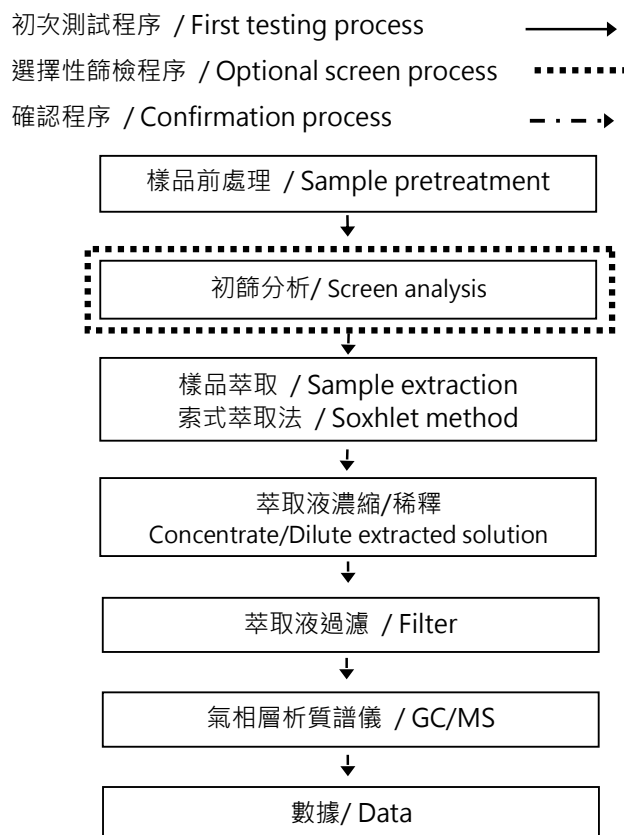 初次測試程序 / First testing process
選擇性篩檢程序 / Optional screen process
確認程序 / Confirmation process
樣品前處理 / Sample pretreatment
初篩分析/ Screen analysis
樣品萃取 / Sample extraction
索式萃取法 / Soxhlet method
萃取液濃縮/稀釋
Concentrate/Dilute extracted solution
萃取液過濾 / Filter
氣相層析質譜儀 / GC/MS
數據/ Data